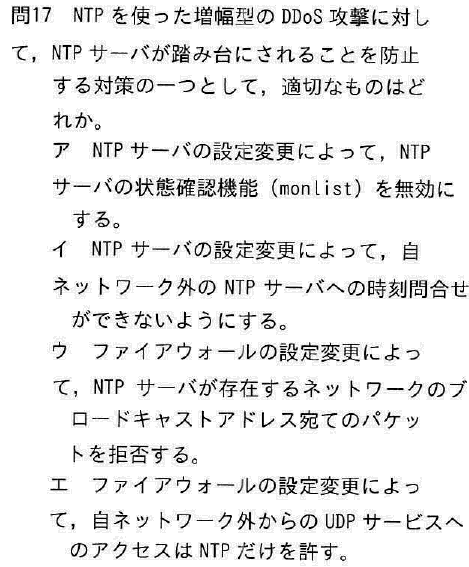 問17 NTP を使った増幅型の DDoS 攻撃に対し
て，NTP サーバが踏み台にされることを防止
する対策の一つとして，適切なものはど
れか。
ア NTP サーバの設定変更によって，NTP
サーバの状態確認機能（monlist）を無効に
する。
イ NTP サーバの設定変更によって，自
ネットワーク外の NTP サーバへの時刻問合せ
ができないようにする。
ウ ファイアウォールの設定変更によっ
て，NTP サーバが存在するネットワークのブ
ロードキャストアドレス宛てのパケッ
トを拒否する。
エ ファイアウォールの設定変更によっ
て，自ネットワーク外からの UDP サービスへ
のアクセスは NTP だけを許す。